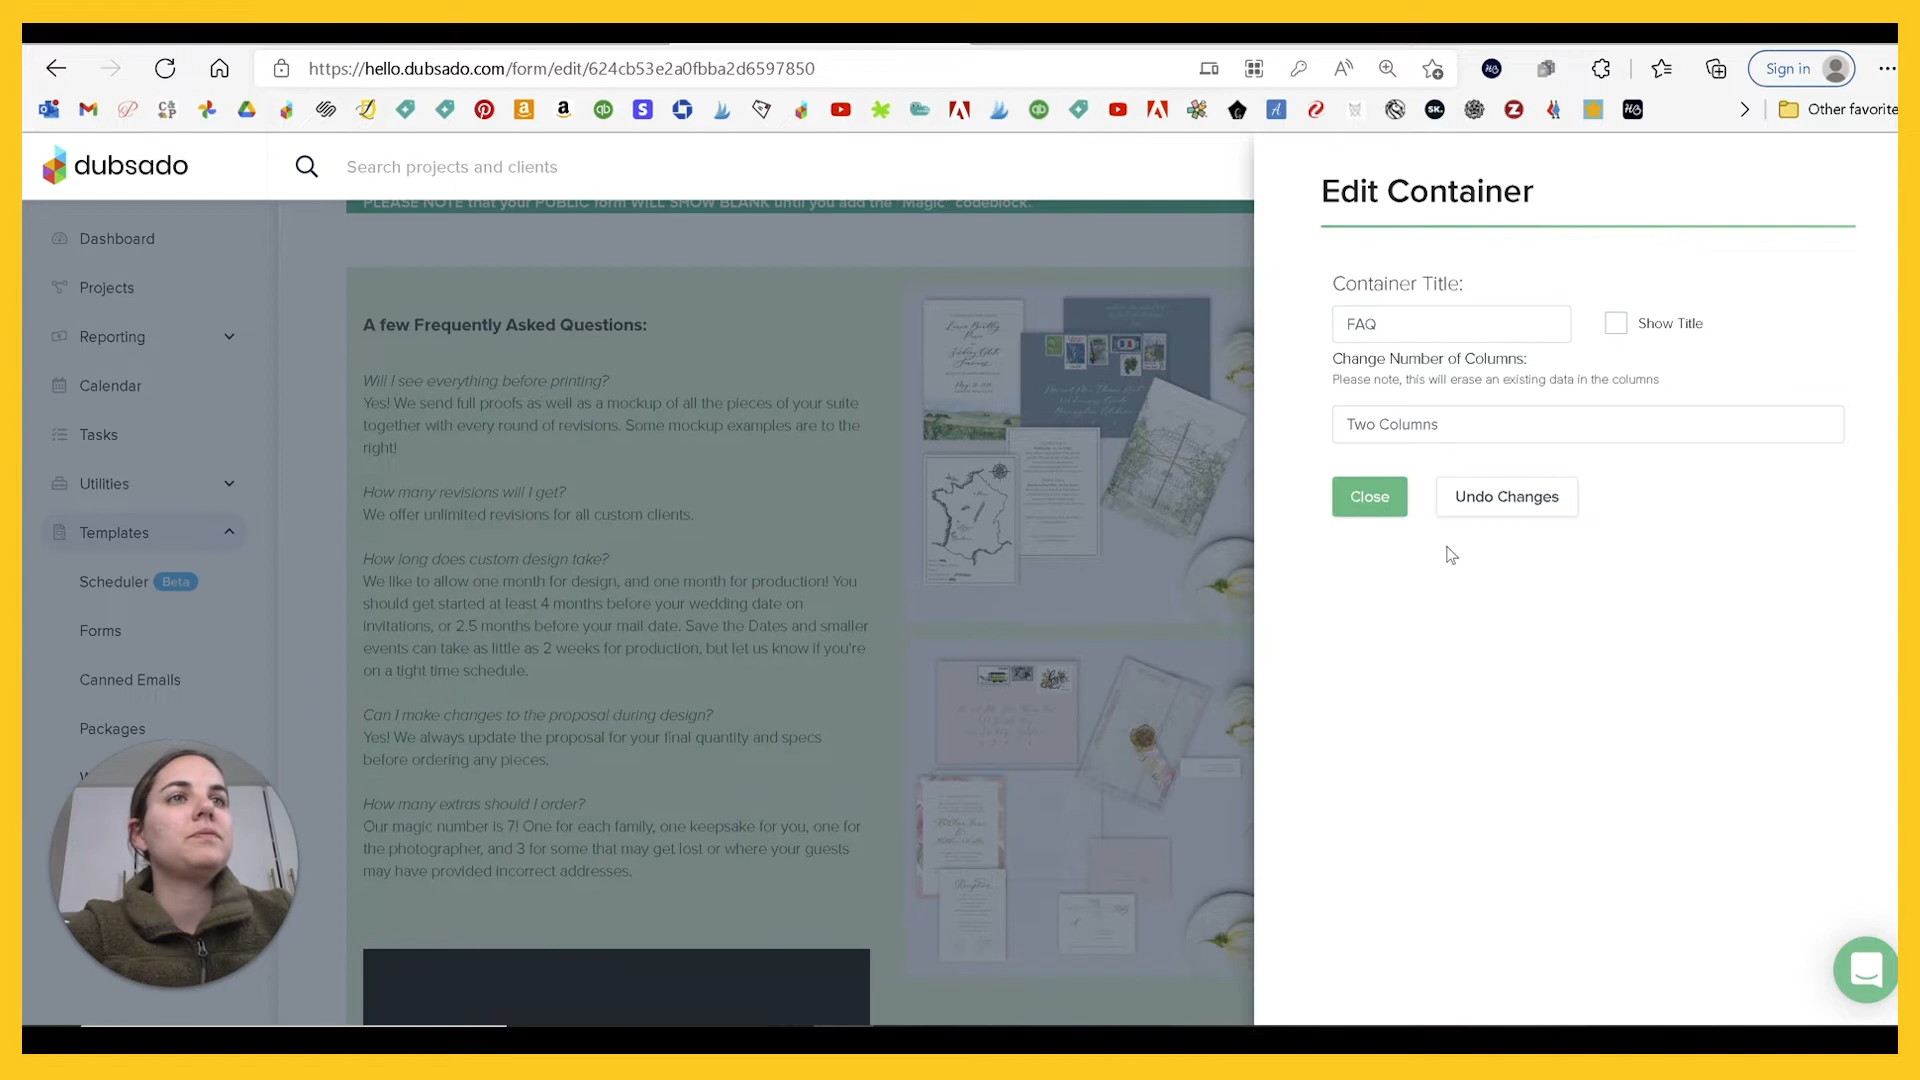 https://hello.dubsado.com/form/edit/624cb53e2a0fbba2d6597850
Sign in
Other favorite
dubsado
Search projects and clients
PLEASE NOTE that your PUBLIC form WILL SHOW BLANK until you add the "Magic" codeblock.
Dashboard
Projects
Reporting
Calendar
Tasks
Utilities
Templates
Scheduler Beta
Forms
Canned Emails
Packages
A few Frequently Asked Questions:
Will I see everything before printing?
Yes! We send full proofs as well as a mockup of all the pieces of your suite
together with every round of revisions. Some mockup examples are to the
right!
How many revisions will I get?
We offer unlimited revisions for all custom clients.
How long does custom design take?
We like to allow one month for design, and one month for production! You
should get started at least 4 months before your wedding date on
invitations, or 2.5 months before your mail date. Save the Dates and smaller
events can take as little as 2 weeks for production, but let us know if you're
on a tight time schedule.
Can I make changes to the proposal during design?
Yes! We always update the proposal for your final quantity and specs
before ordering any pieces.
How many extras should I order?
Our magic number is 7! One for each family, one keepsake for you, one for
the photographer, and 3 for some that may get lost or where your guests
may have provided incorrect addresses.
Edit Container
Container Title:
FAQ
Show Title
Change Number of Columns:
Please note, this will erase an existing data in the columns
Two Columns
Close
Undo Changes